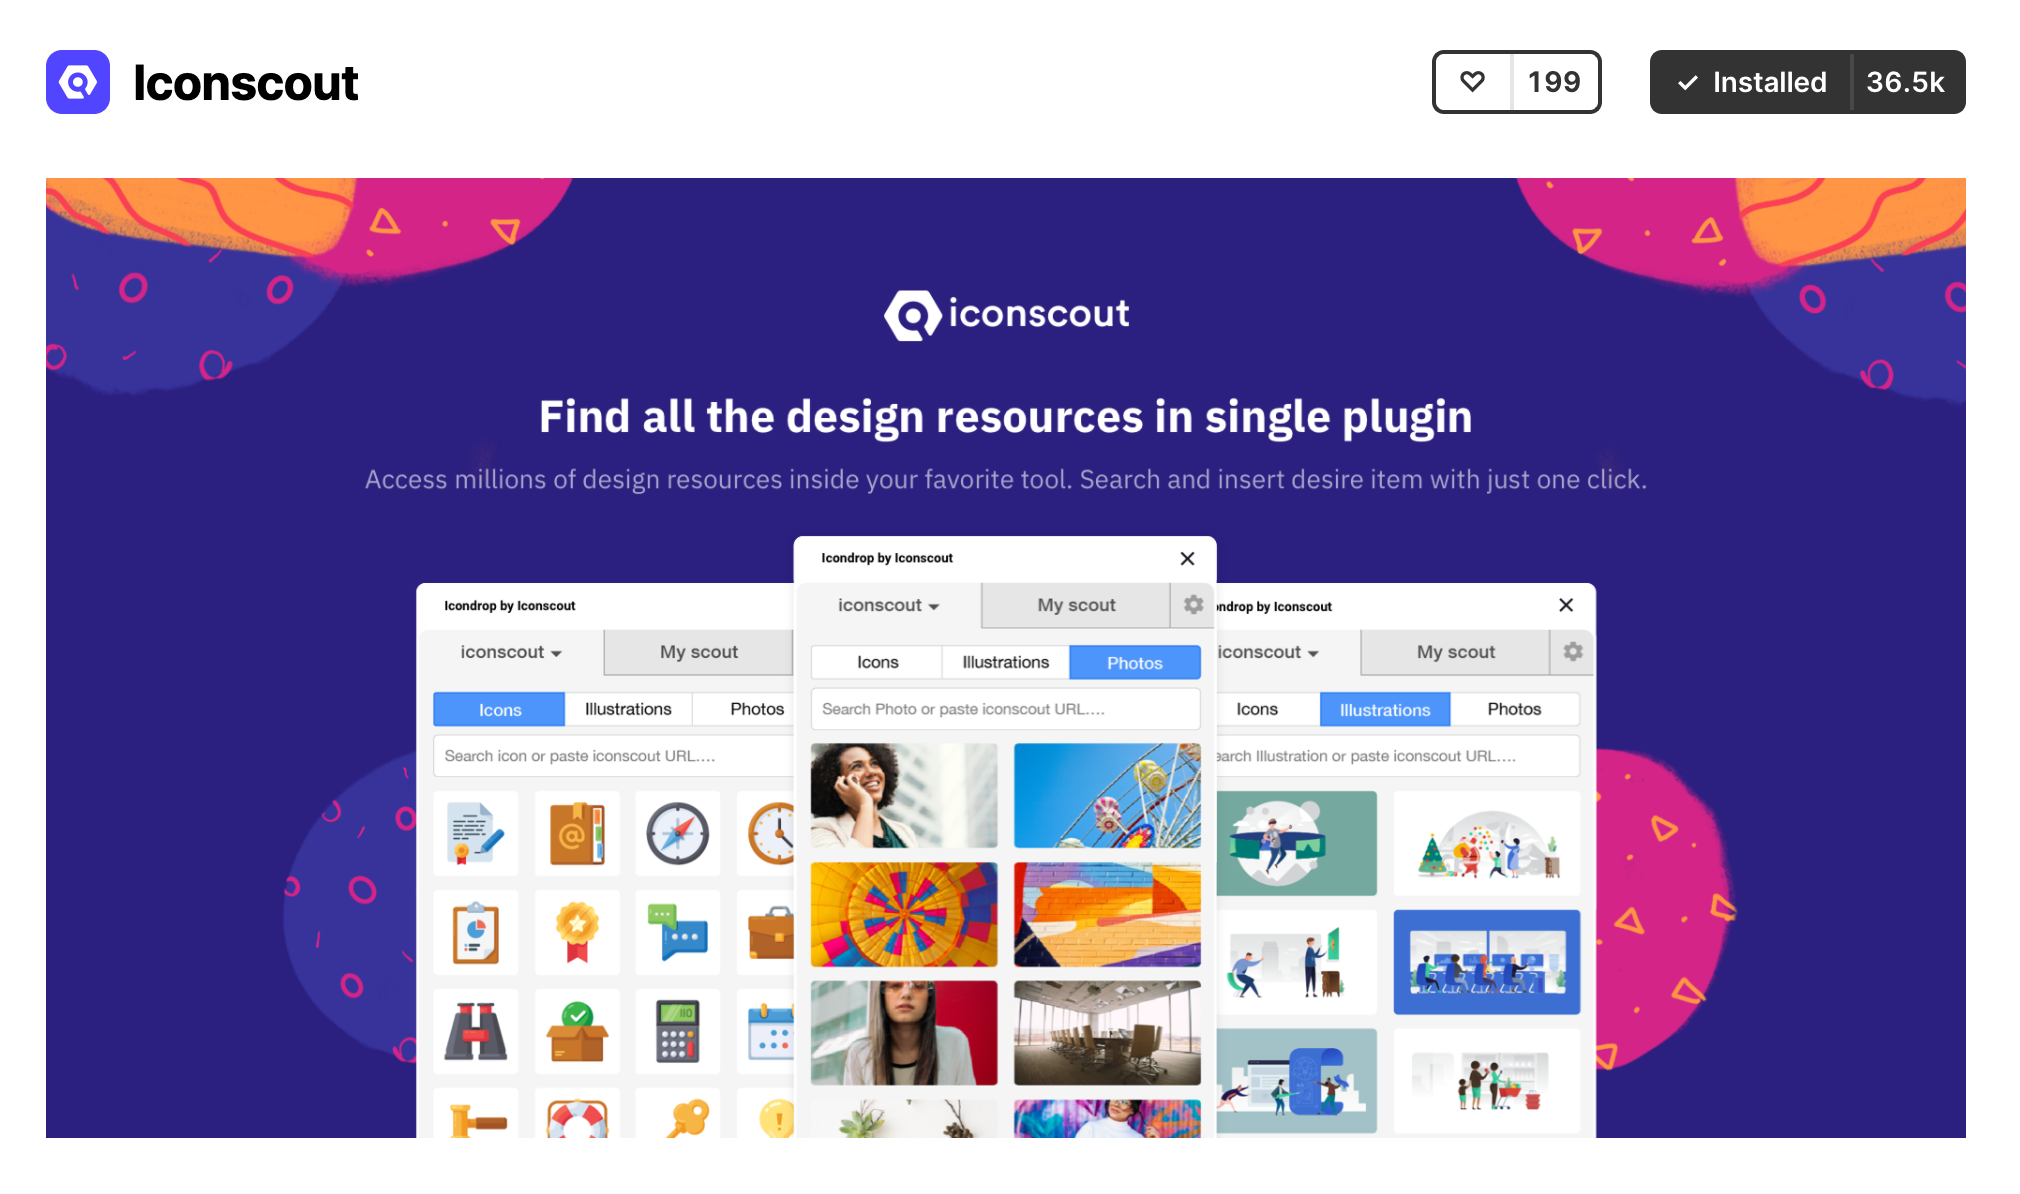 Iconscout
199
Installed 36.5k
iconscout
Find all the design resources in single plugin
Access millions of design resources inside your favorite tool. Search and insert desire item with just one click.
Icondrop by Iconscout
iconscout My scout
Icons Illustrations Photos
Search icon or paste iconscout URL....
Icondrop by Iconscout
iconscout My scout
Icons Illustrations Photos
Search Photo or paste iconscout URL....
by Iconscout
iconscout My scout
Icons Illustrations Photos
Illustration or paste iconscout URL....